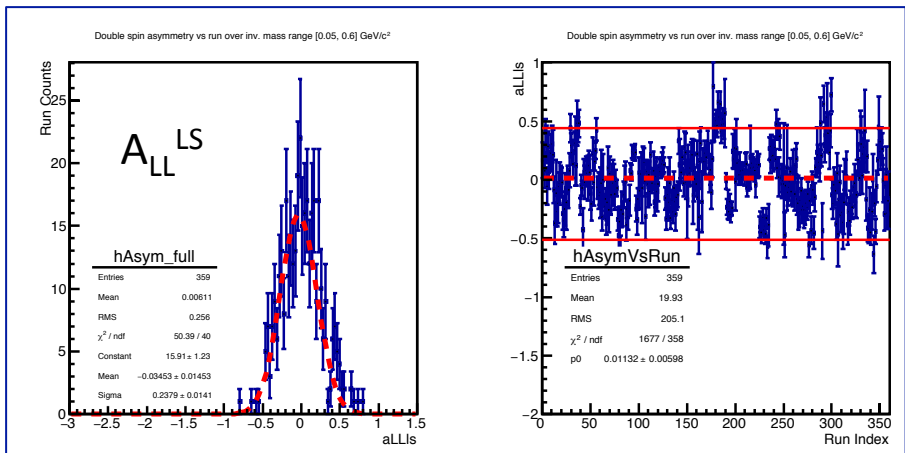 Double spin asymmetry vs run over inv. mass range [0.05, 0.6] GeV/c²
Run Counts
25
20
15
10
5
0
A_LL^LS
hAsym_full
Entries 359
Mean 0.00611
RMS 0.256
χ² / ndf 50.39 / 40
Constant 15.91 ± 1.23
Mean −0.03453 ± 0.01453
Sigma 0.2379 ± 0.0141
−3 −2.5 −2 −1.5 −1 −0.5 0 0.5 1 1.5
aLLls
Double spin asymmetry vs run over inv. mass range [0.05, 0.6] GeV/c²
aLLls
1
0.5
0
−0.5
−1
−1.5
−2
hAsymVsRun
Entries 359
Mean 19.93
RMS 205.1
χ² / ndf 1677 / 358
p0 0.01132 ± 0.00598
0 50 100 150 200 250 300 350
Run Index